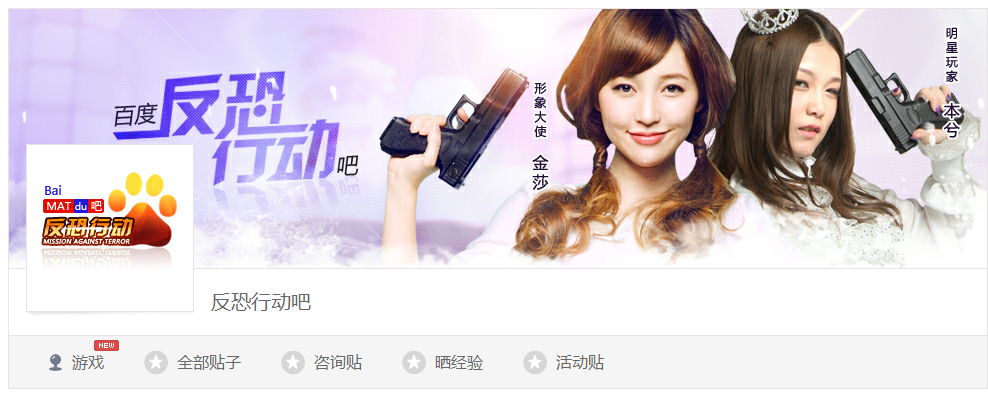 百度反恐行动吧
形象大使 金莎
明星玩家 本兮
Bai
MAT du 吧
反恐行动
MISSION AGAINST TERROR
反恐行动吧
游戏 NEW 全部贴子 咨询贴 晒经验 活动贴